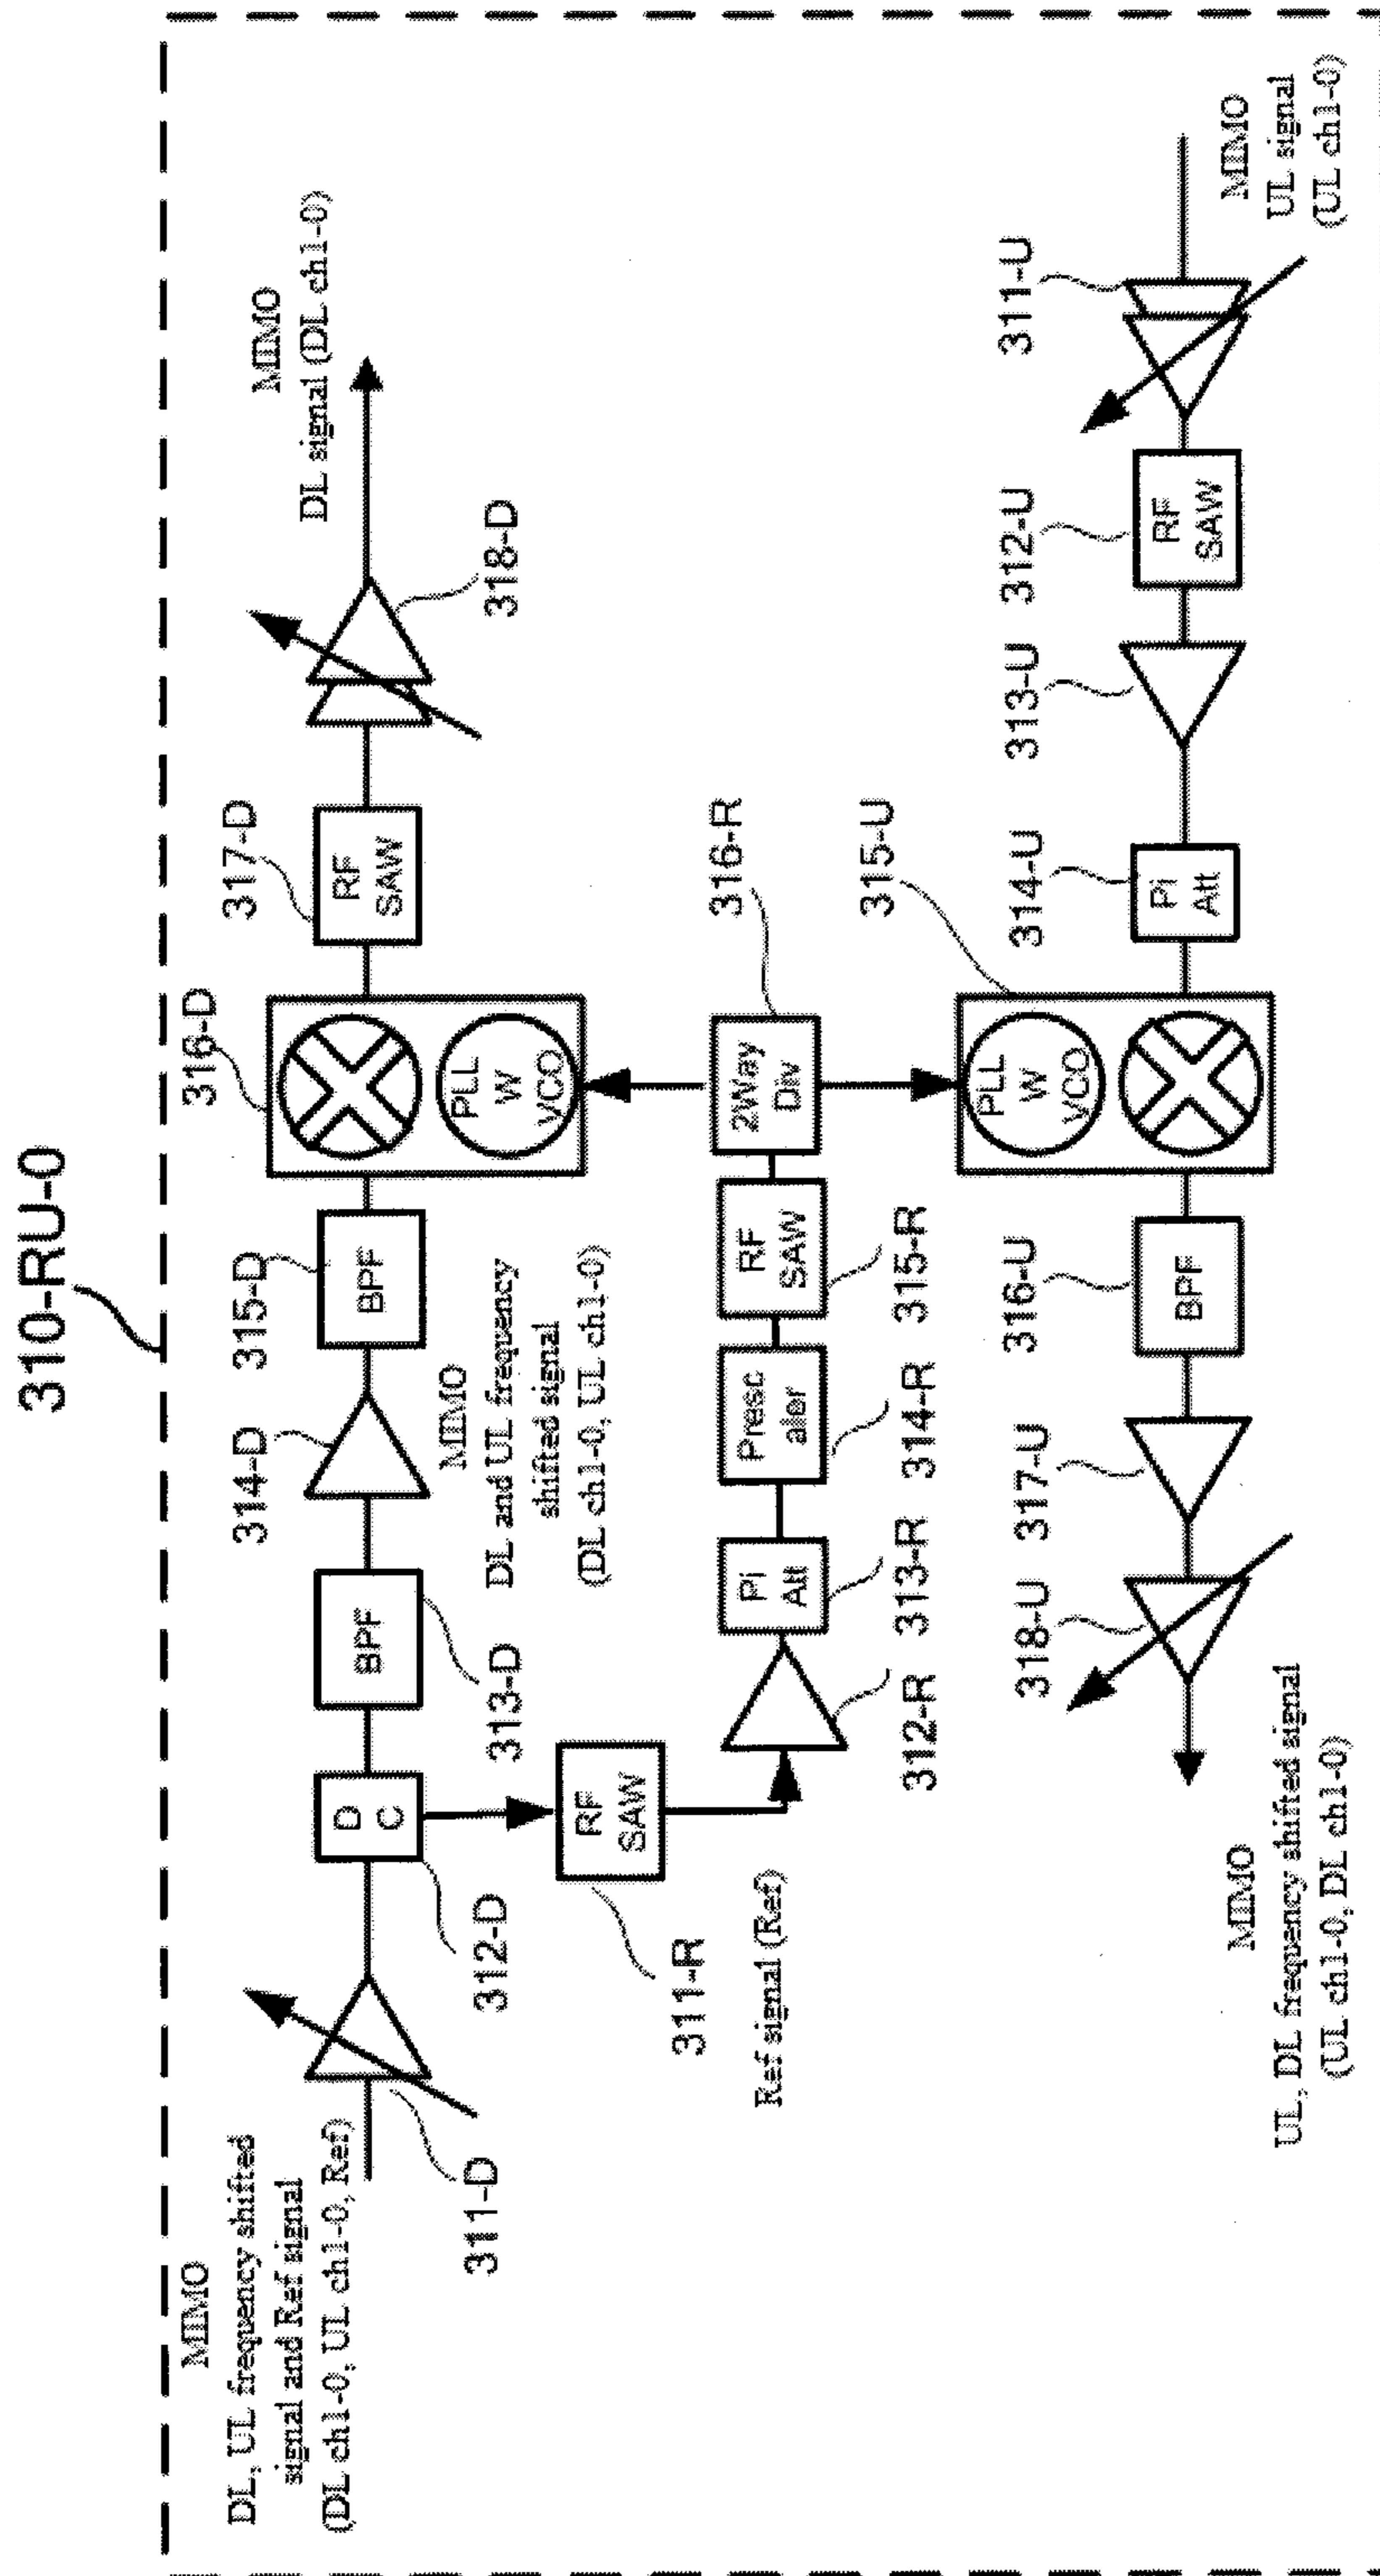 310-RU-0
MIMO
DL, UL frequency shifted
signal and Ref signal
(DL ch1-0, UL ch1-0, Ref)
311-D
D
C
312-D
BPF
313-D
314-D
BPF
315-D
MIMO
DL and UL frequency
shifted signal
(DL ch1-0, UL ch1-0)
PLL
W
VCO
316-D
RF
SAW
317-D
318-D
MIMO
DL signal (DL ch1-0)
RF
SAW
311-R
Ref signal (Ref)
312-R
Pi
Att
313-R
Presc
aler
314-R
RF
SAW
315-R
2Way
Div
316-R
MIMO
UL signal
(UL ch1-0)
311-U
RF
SAW
312-U
313-U
Pi
Att
314-U
PLL
W
VCO
315-U
BPF
316-U
317-U
318-U
MIMO
UL, DL frequency shifted signal
(UL ch1-0, DL ch1-0)